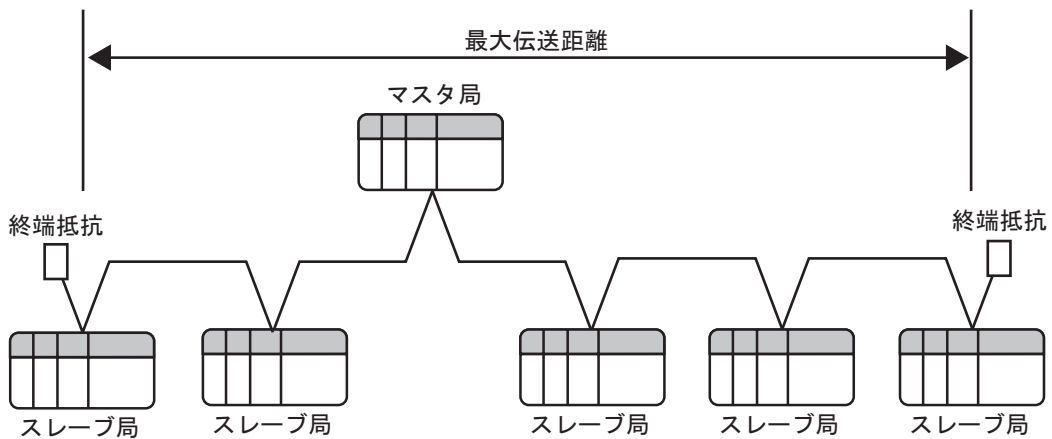 最大伝送距離
マスタ局
終端抵抗
終端抵抗
スレーブ局
スレーブ局
スレーブ局
スレーブ局
スレーブ局